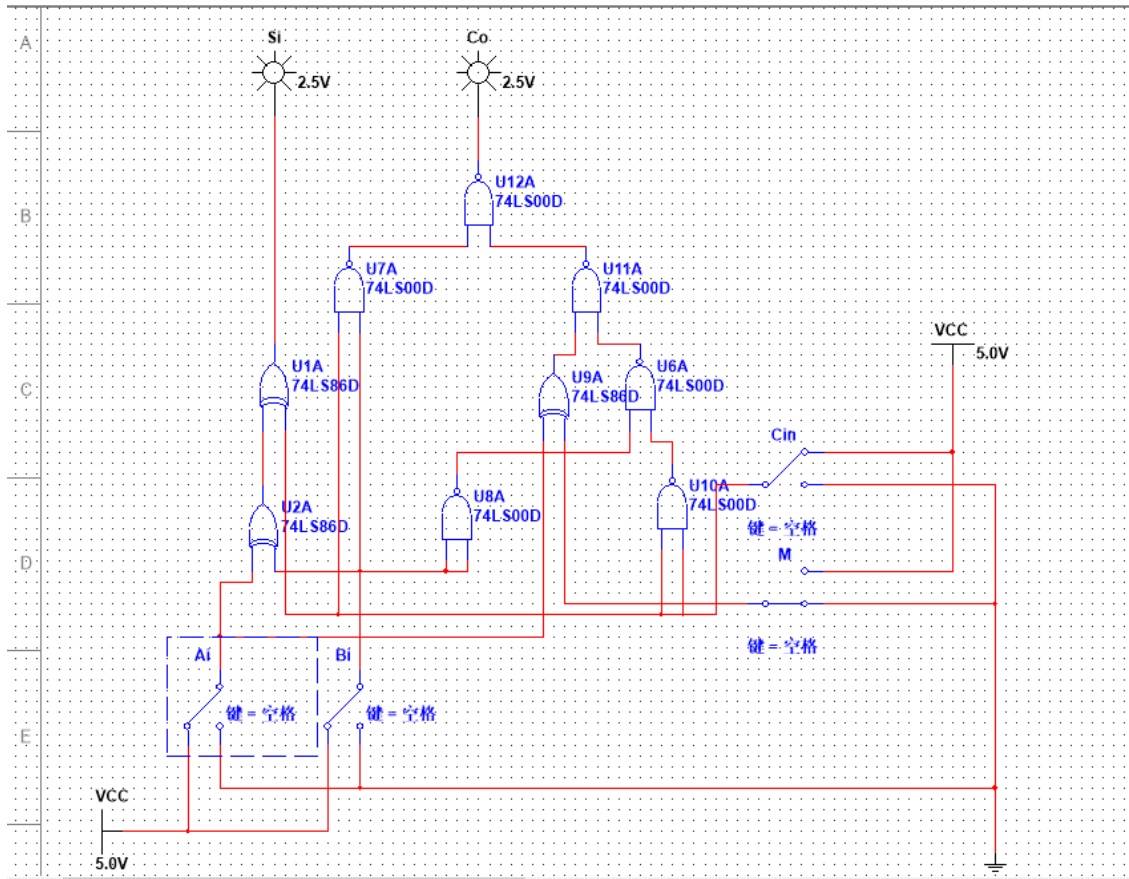 A
Si
Co
2.5V
2.5V
U12A
74LS00D
B
U7A
74LS00D
U11A
74LS00D
VCC
5.0V
U1A
74LS86D
U9A
74LS86D
U6A
74LS00D
C
Cin
U10A
74LS00D
U8A
74LS00D
U2A
74LS86D
键 = 空格
M
D
键 = 空格
Ai
Bi
键 = 空格
键 = 空格
E
VCC
5.0V